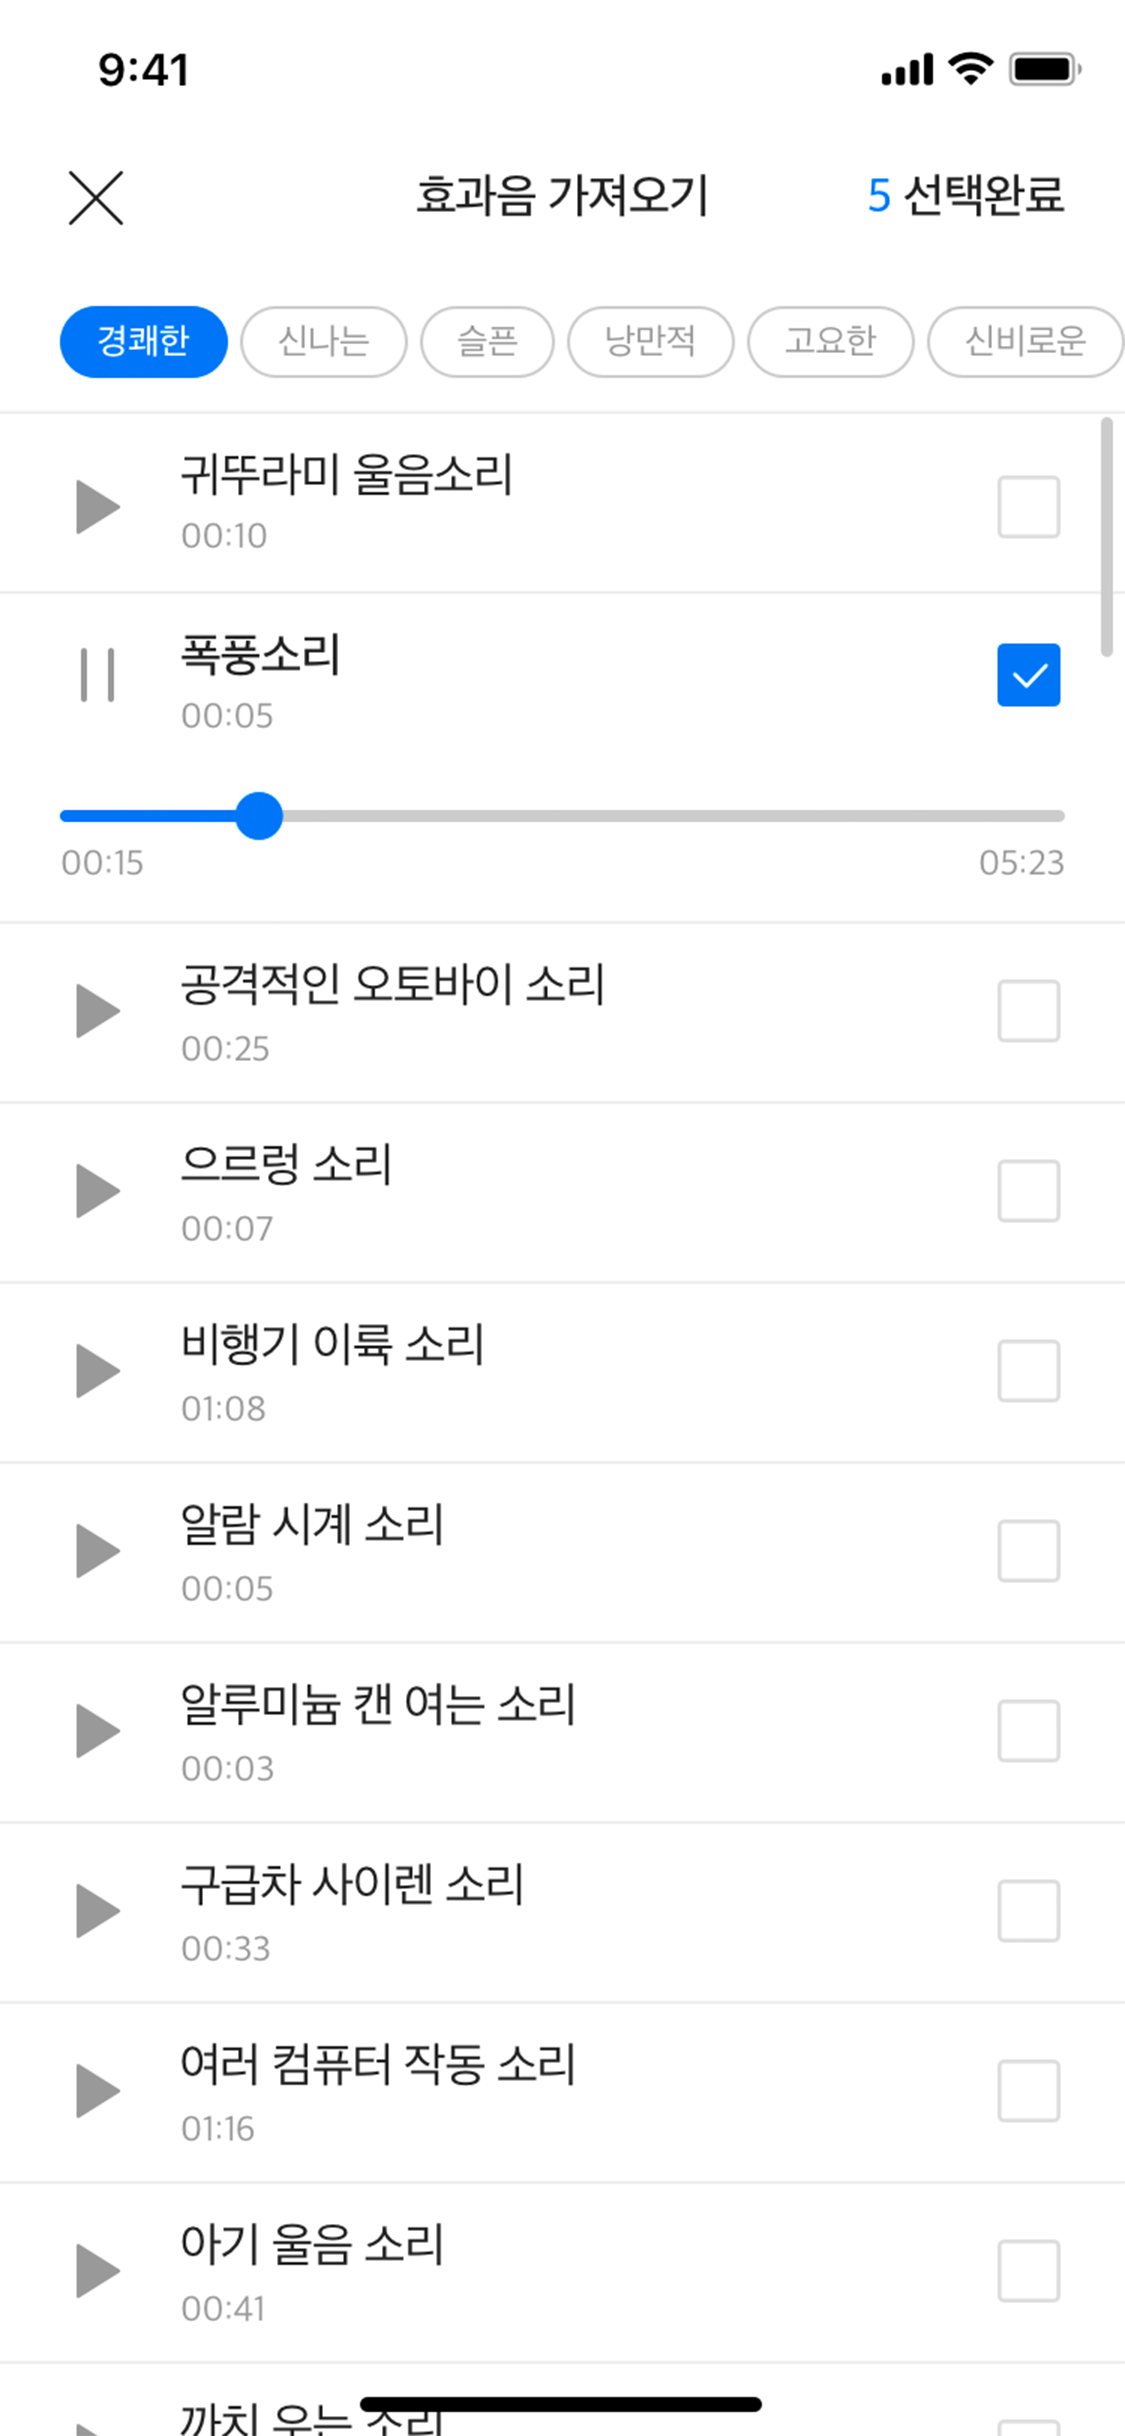 9:41
효과음 가져오기
5 선택완료
경쾌한 신나는 슬픈 낭만적 고요한 신비로운
귀뚜라미 울음소리
00:10
폭풍소리
00:05
00:15 05:23
공격적인 오토바이 소리
00:25
으르렁 소리
00:07
비행기 이륙 소리
01:08
알람 시계 소리
00:05
알루미늄 캔 여는 소리
00:03
구급차 사이렌 소리
00:33
여러 컴퓨터 작동 소리
01:16
아기 울음 소리
00:41
까치 우는 소리